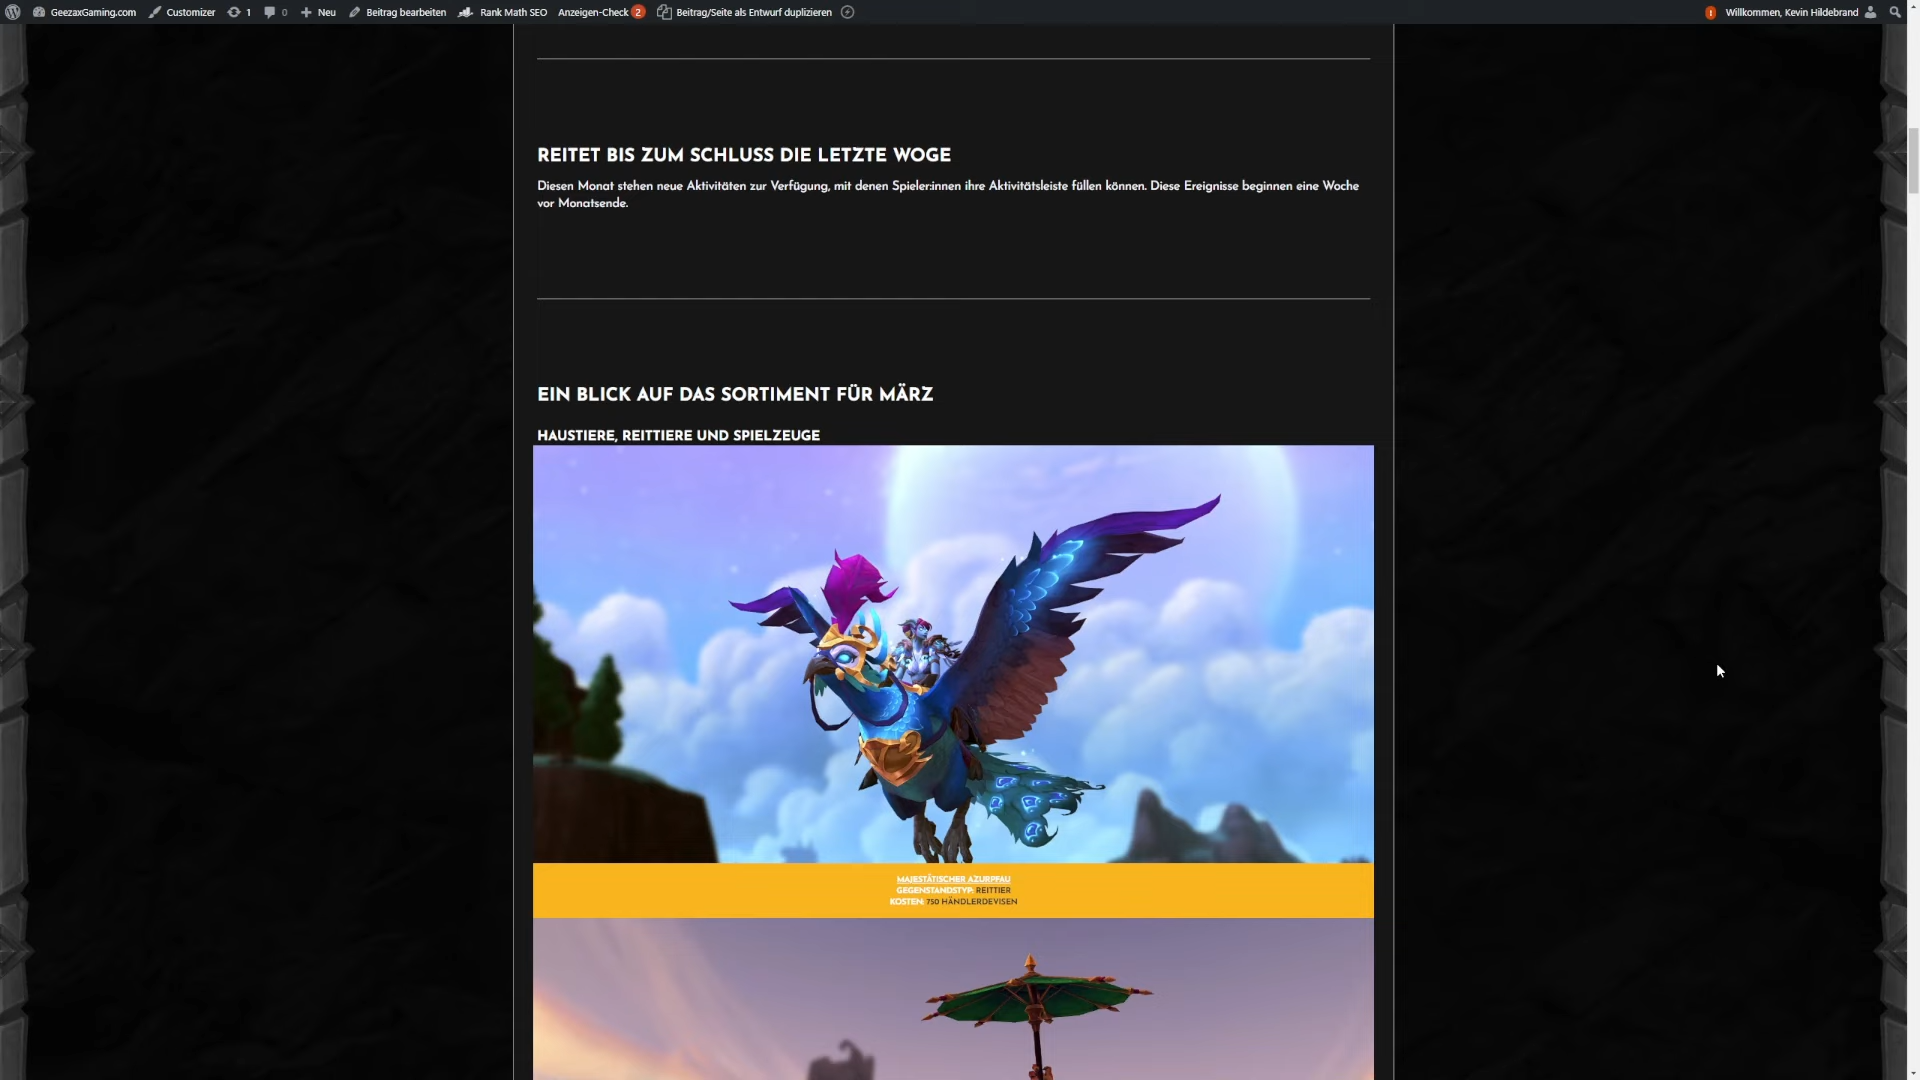 GeezaxGaming.com Customizer 1 0 Neu Beitrag bearbeiten Rank Math SEO Anzeigen-Check 2 Beitrag/Seite als Entwurf duplizieren ! Willkommen, Kevin Hildebrand
REITET BIS ZUM SCHLUSS DIE LETZTE WOGE
Diesen Monat stehen neue Aktivitäten zur Verfügung, mit denen Spieler:innen ihre Aktivitätsleiste füllen können. Diese Ereignisse beginnen eine Woche
vor Monatsende.
EIN BLICK AUF DAS SORTIMENT FÜR MÄRZ
HAUSTIERE, REITTIERE UND SPIELZEUGE
MAJESTÄTISCHER AZURPFAU
GEGENSTANDSTYP: REITTIER
KOSTEN: 750 HÄNDLERDEVISEN